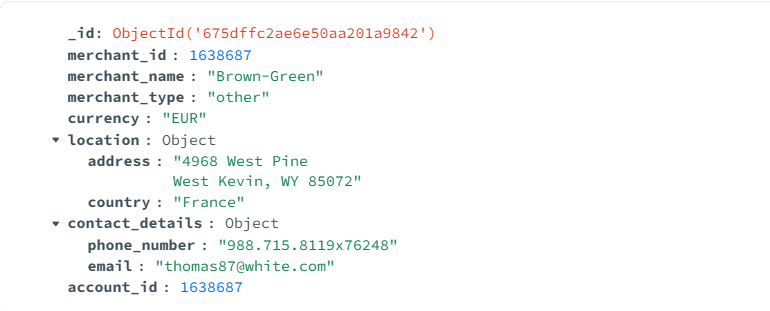 _id: ObjectId('675dffc2ae6e50aa201a9842')
merchant_id : 1638687
merchant_name : "Brown-Green"
merchant_type : "other"
currency : "EUR"
location : Object
address : "4968 West Pine
West Kevin, WY 85072"
country : "France"
contact_details : Object
phone_number : "988.715.8119x76248"
email : "thomas87@white.com"
account_id : 1638687